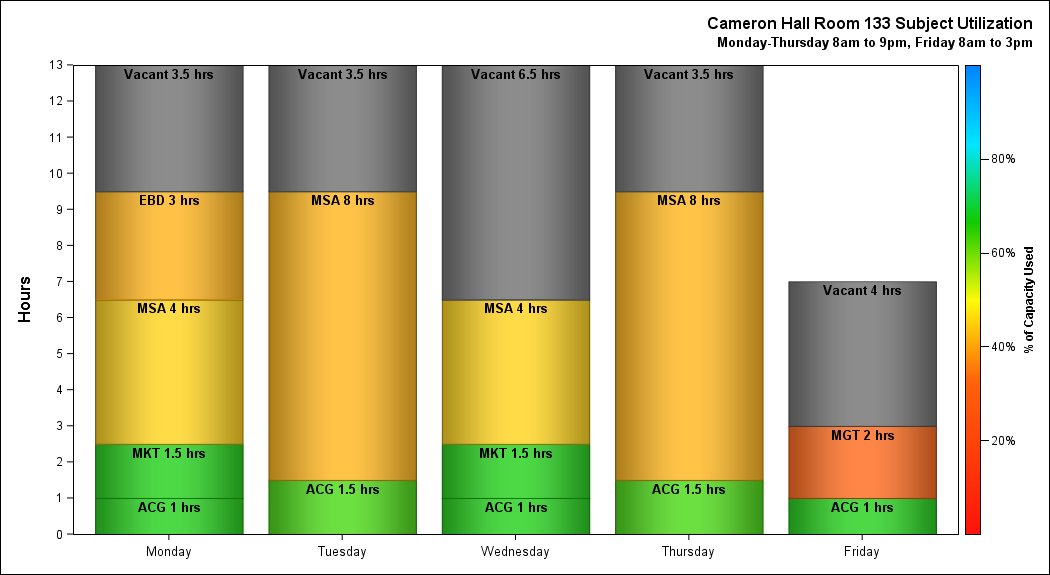 Cameron Hall Room 133 Subject Utilization
Monday-Thursday 8am to 9pm, Friday 8am to 3pm
Hours
13
12
11
10
9
8
7
6
5
4
3
2
1
0
Vacant 3.5 hrs
EBD 3 hrs
MSA 4 hrs
MKT 1.5 hrs
ACG 1 hrs
Monday
Vacant 3.5 hrs
MSA 8 hrs
ACG 1.5 hrs
Tuesday
Vacant 6.5 hrs
MSA 4 hrs
MKT 1.5 hrs
ACG 1 hrs
Wednesday
Vacant 3.5 hrs
MSA 8 hrs
ACG 1.5 hrs
Thursday
Vacant 4 hrs
MGT 2 hrs
ACG 1 hrs
Friday
80%
60%
40%
20%
% of Capacity Used